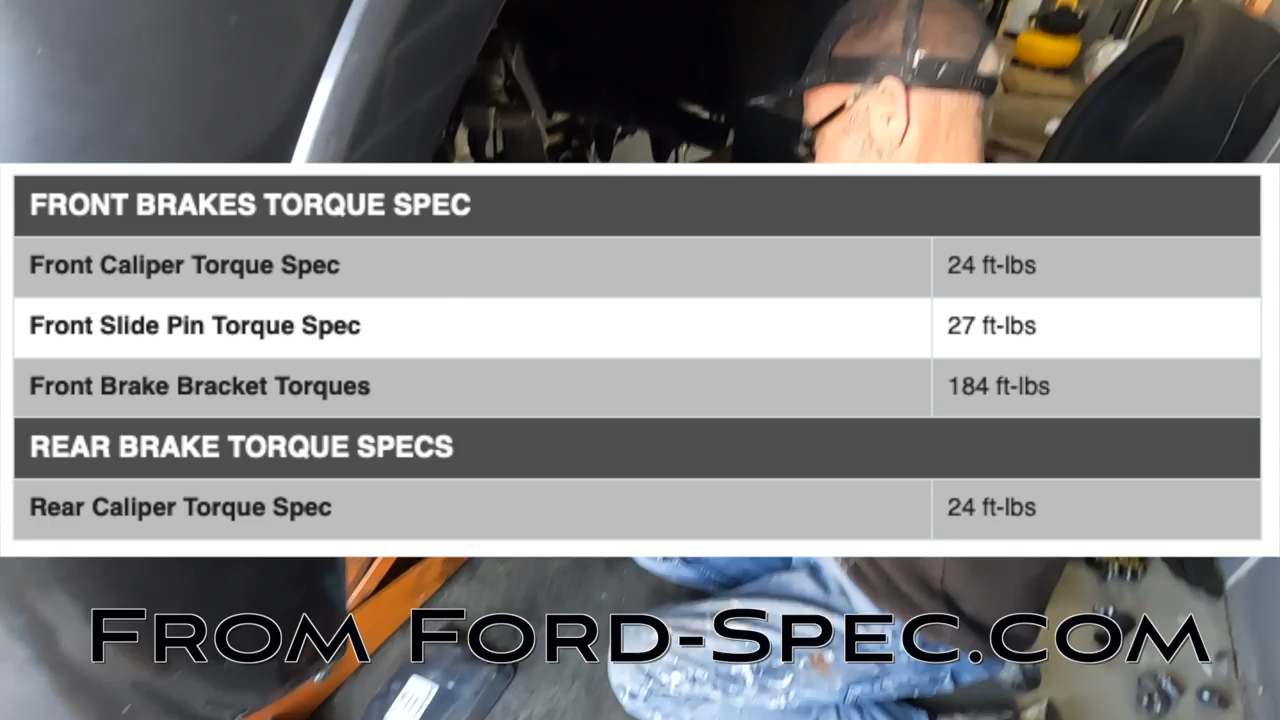 FRONT BRAKES TORQUE SPEC
Front Caliper Torque Spec 24 ft-lbs
Front Slide Pin Torque Spec 27 ft-lbs
Front Brake Bracket Torques 184 ft-lbs
REAR BRAKE TORQUE SPECS
Rear Caliper Torque Spec 24 ft-lbs
From Ford-Spec.com